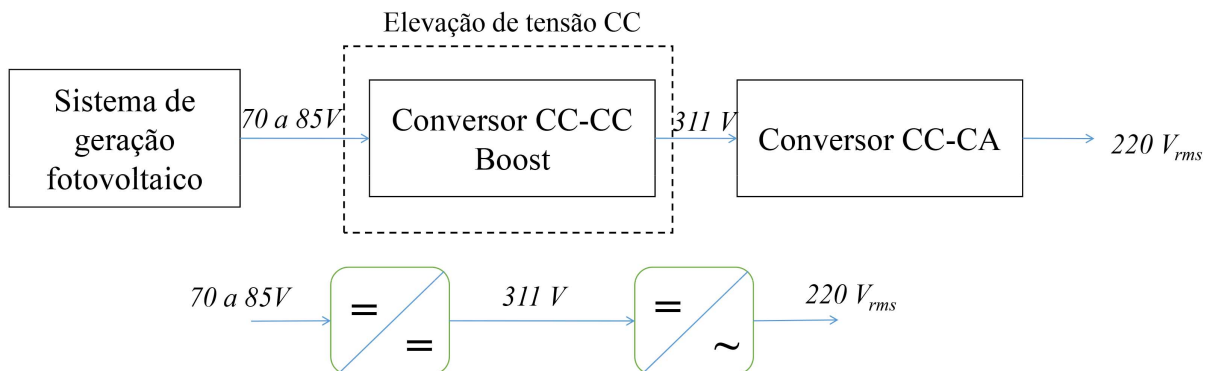 Elevação de tensão CC
Sistema de
geração
fotovoltaico
70 a 85V
Conversor CC-CC
Boost
311 V
Conversor CC-CA
220 Vrms
70 a 85V
=
=
311 V
=
~
220 Vrms